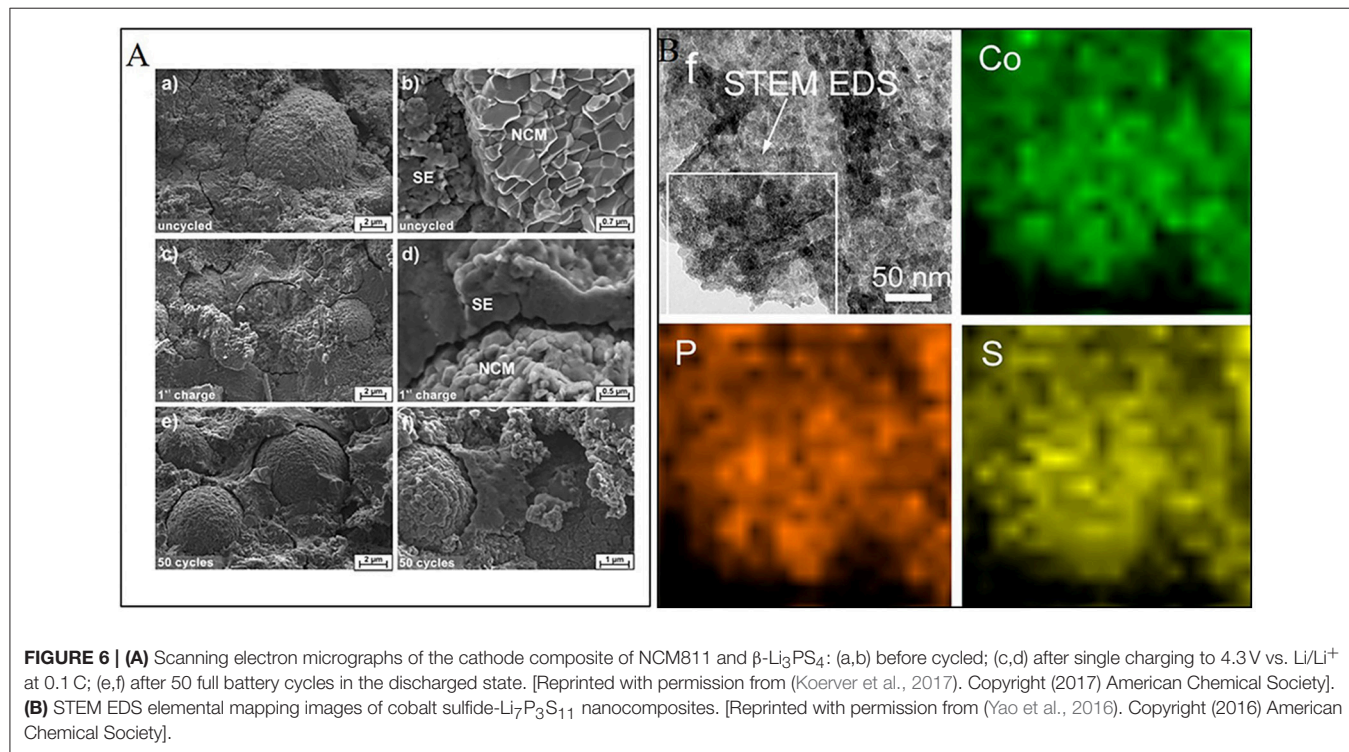 A
a)
uncycled
2 µm
b)
NCM
SE
uncycled
0.7 µm
c)
1st charge
2 µm
d)
SE
NCM
1st charge
0.5 µm
e)
50 cycles
2 µm
f)
50 cycles
1 µm
B
f
STEM EDS
50 nm
Co
P
S
FIGURE 6 | (A) Scanning electron micrographs of the cathode composite of NCM811 and β-Li3PS4: (a,b) before cycled; (c,d) after single charging to 4.3 V vs. Li/Li+
at 0.1 C; (e,f) after 50 full battery cycles in the discharged state. [Reprinted with permission from (Koerver et al., 2017). Copyright (2017) American Chemical Society].
(B) STEM EDS elemental mapping images of cobalt sulfide-Li7P3S11 nanocomposites. [Reprinted with permission from (Yao et al., 2016). Copyright (2016) American
Chemical Society].